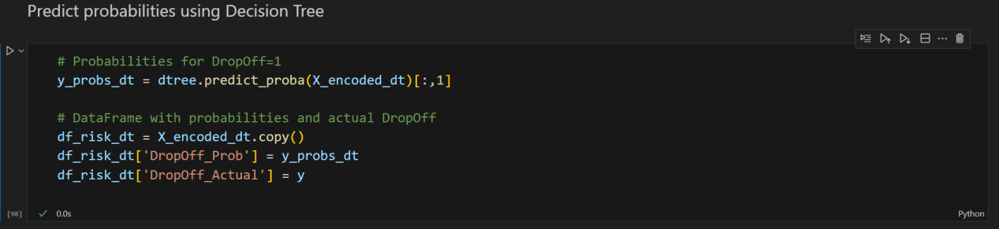 Predict probabilities using Decision Tree
# Probabilities for DropOff=1
y_probs_dt = dtree.predict_proba(X_encoded_dt)[:,1]
# DataFrame with probabilities and actual DropOff
df_risk_dt = X_encoded_dt.copy()
df_risk_dt['DropOff_Prob'] = y_probs_dt
df_risk_dt['DropOff_Actual'] = y
[98] 0.0s Python